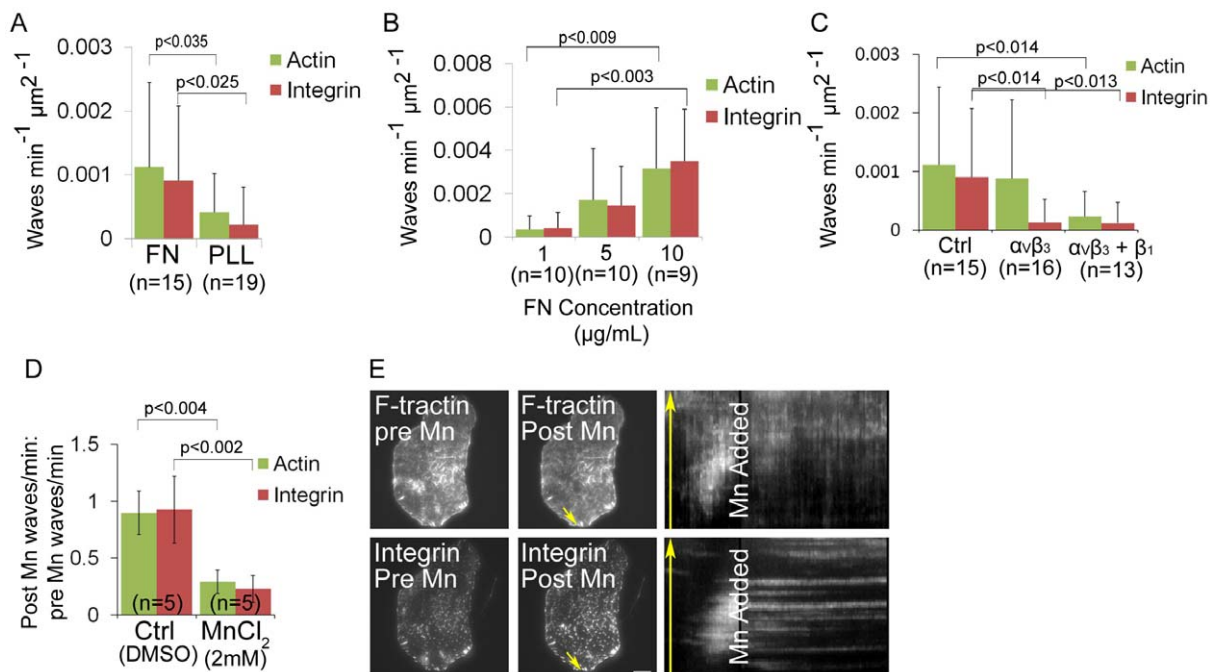 A
Waves min⁻¹ µm2⁻¹
0.003
0.002
0.001
0
p<0.035
p<0.025
Actin
Integrin
FN
PLL
(n=15)
(n=19)
B
Waves min⁻¹ µm2⁻¹
0.008
0.006
0.004
0.002
0
p<0.009
p<0.003
Actin
Integrin
1
5
10
(n=10)
(n=10)
(n=9)
FN Concentration
(µg/mL)
C
Waves min⁻¹ µm2⁻¹
0.003
0.002
0.001
0.000
p<0.014
p<0.014
p<0.013
Actin
Integrin
Ctrl
αVβ3
αVβ3 + β1
(n=15)
(n=16)
(n=13)
D
Post Mn waves/min:
pre Mn waves/min
1.5
1
0.5
0
p<0.004
p<0.002
Actin
Integrin
(n=5)
(n=5)
Ctrl
MnCl2
(DMSO)
(2mM)
E
F-tractin
pre Mn
F-tractin
Post Mn
Mn Added
Integrin
Pre Mn
Integrin
Post Mn
Mn Added